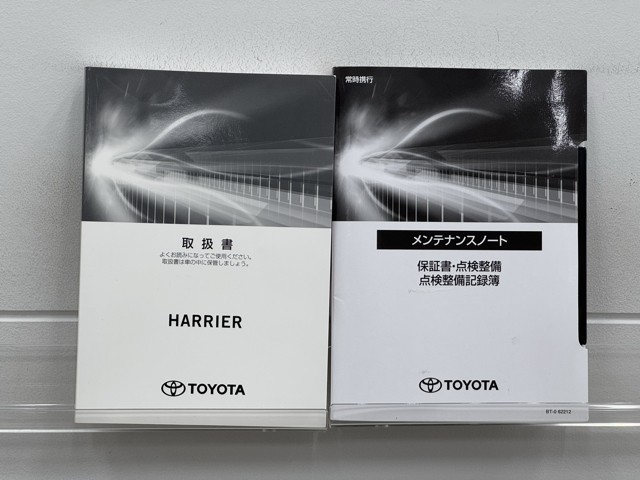 取扱書
よくお読みになってご使用ください。
取扱書は車の中に保管しましょう。
HARRIER
TOYOTA
常時携行
メンテナンスノート
保証書・点検整備
点検整備記録簿
TOYOTA